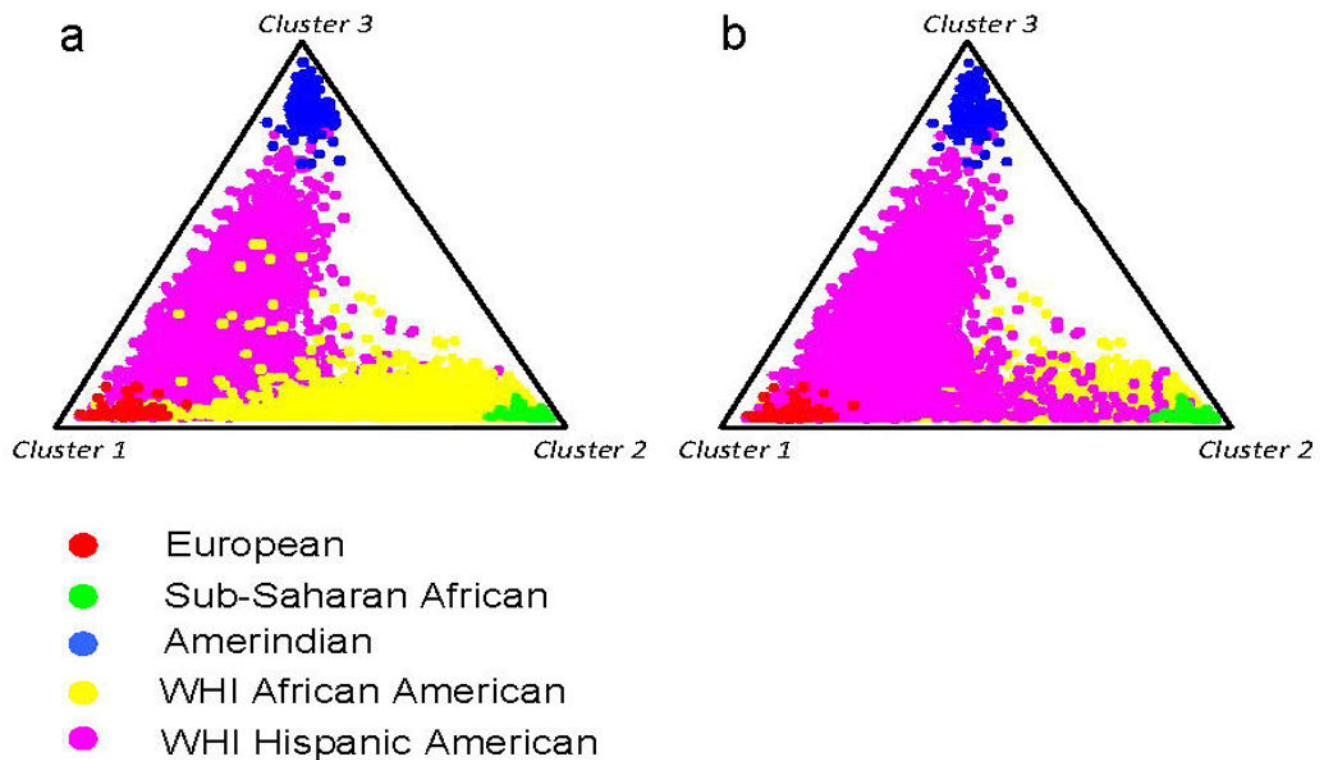 a
Cluster 3
Cluster 1
Cluster 2
b
Cluster 3
Cluster 1
Cluster 2
European
Sub-Saharan African
Amerindian
WHI African American
WHI Hispanic American